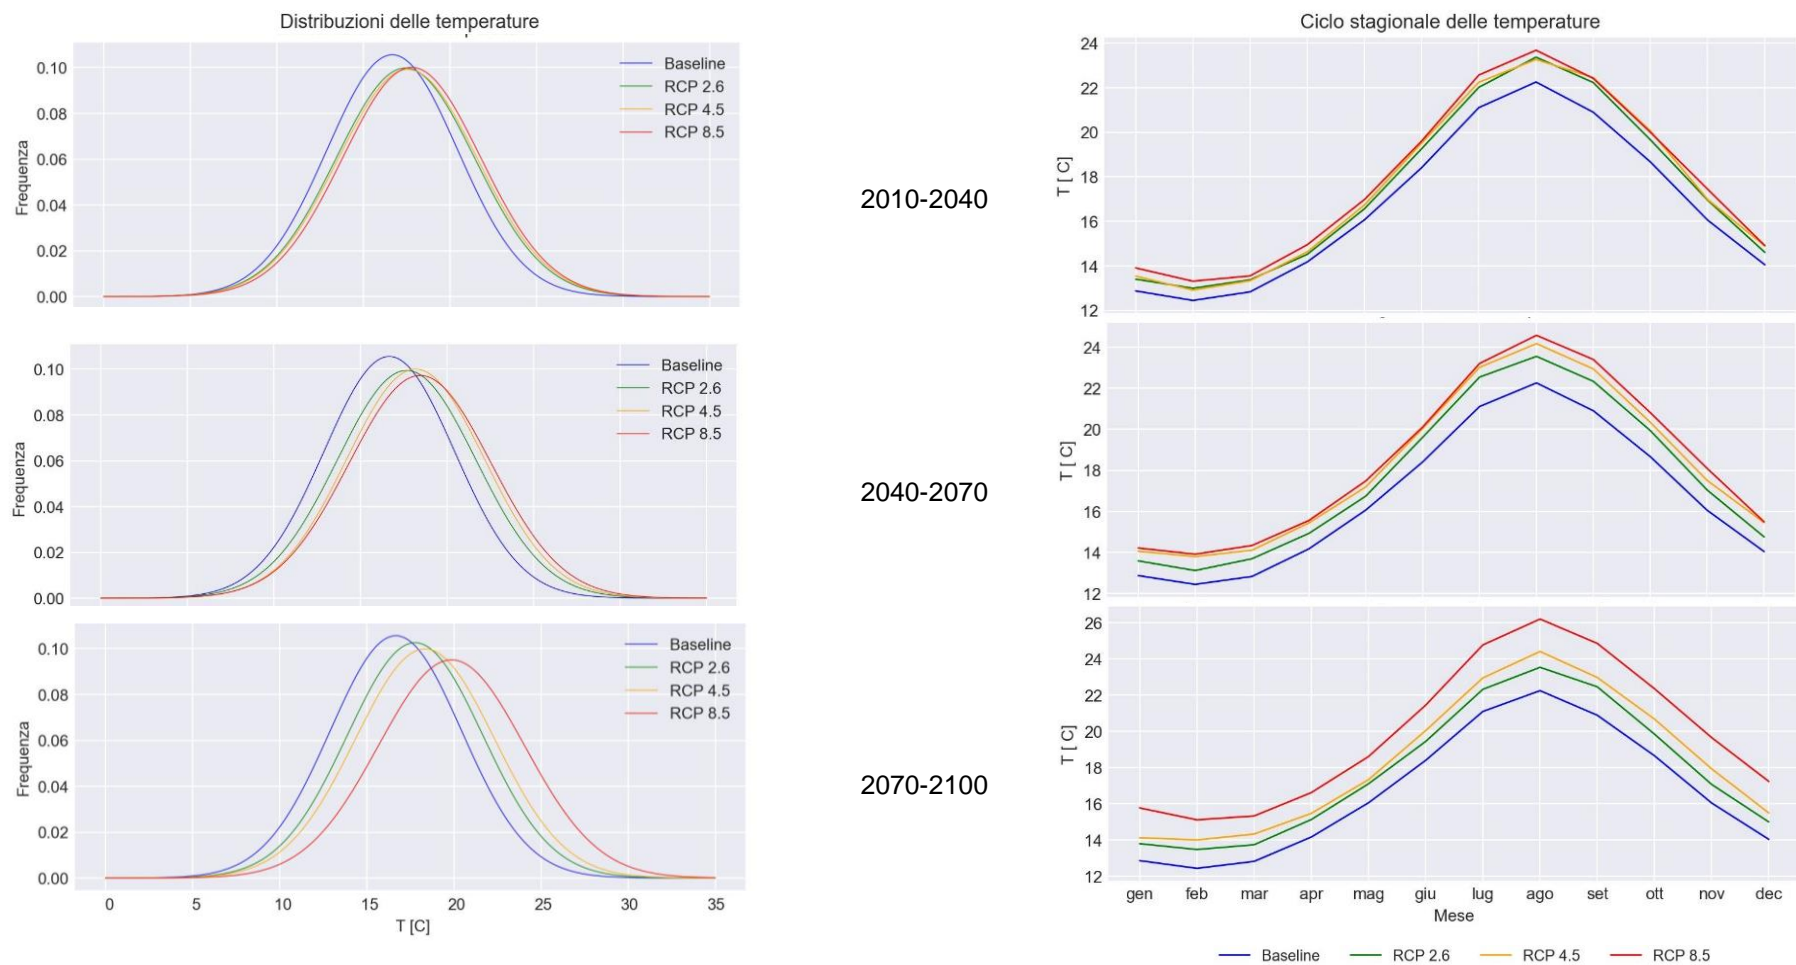 Distribuzioni delle temperature
Frequenza
0.10
0.08
0.06
0.04
0.02
0.00
Baseline
RCP 2.6
RCP 4.5
RCP 8.5
2010-2040
Ciclo stagionale delle temperature
T [ C]
24
22
20
18
16
14
12
Frequenza
0.10
0.08
0.06
0.04
0.02
0.00
Baseline
RCP 2.6
RCP 4.5
RCP 8.5
2040-2070
T [ C]
24
22
20
18
16
14
12
Frequenza
0.10
0.08
0.06
0.04
0.02
0.00
Baseline
RCP 2.6
RCP 4.5
RCP 8.5
0 5 10 15 20 25 30 35
T [C]
2070-2100
T [ C]
26
24
22
20
18
16
14
12
gen feb mar apr mag giu lug ago set ott nov dec
Mese
Baseline RCP 2.6 RCP 4.5 RCP 8.5